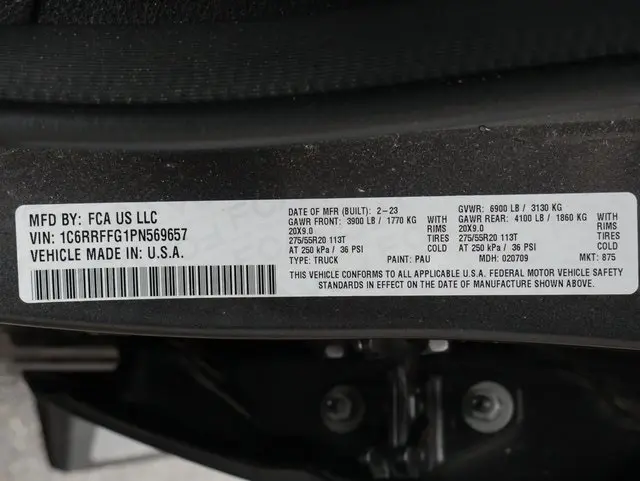 MFD BY: FCA US LLC
VIN: 1C6RRFFG1PN569657
VEHICLE MADE IN: U.S.A.
DATE OF MFR (BUILT): 2-23
GAWR FRONT: 3900 LB / 1770 KG WITH
20X9.0 RIMS
275/55R20 113T TIRES
AT 250 kPa / 36 PSI
TYPE: TRUCK PAINT: PAU
GVWR: 6900 LB / 3130 KG
GAWR REAR: 4100 LB / 1860 KG WITH
20X9.0 RIMS
275/55R20 113T TIRES
AT 250 kPa / 36 PSI
MDH: 020709 MKT: 875
THIS VEHICLE CONFORMS TO ALL APPLICABLE U.S.A. FEDERAL MOTOR VEHICLE SAFETY
STANDARDS IN EFFECT ON THE DATE OF MANUFACTURE SHOWN ABOVE.